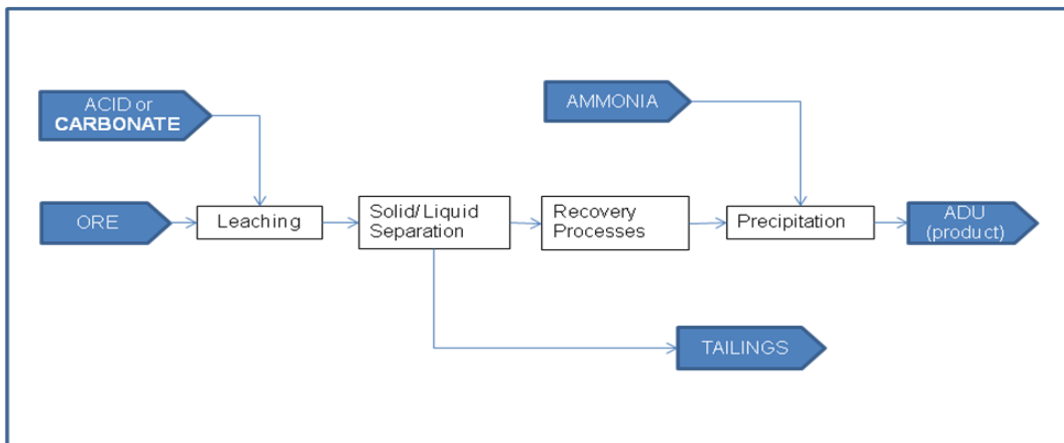 ACID or
CARBONATE
AMMONIA
ORE
Leaching
Solid/Liquid
Separation
Recovery
Processes
Precipitation
ADU
(product)
TAILINGS